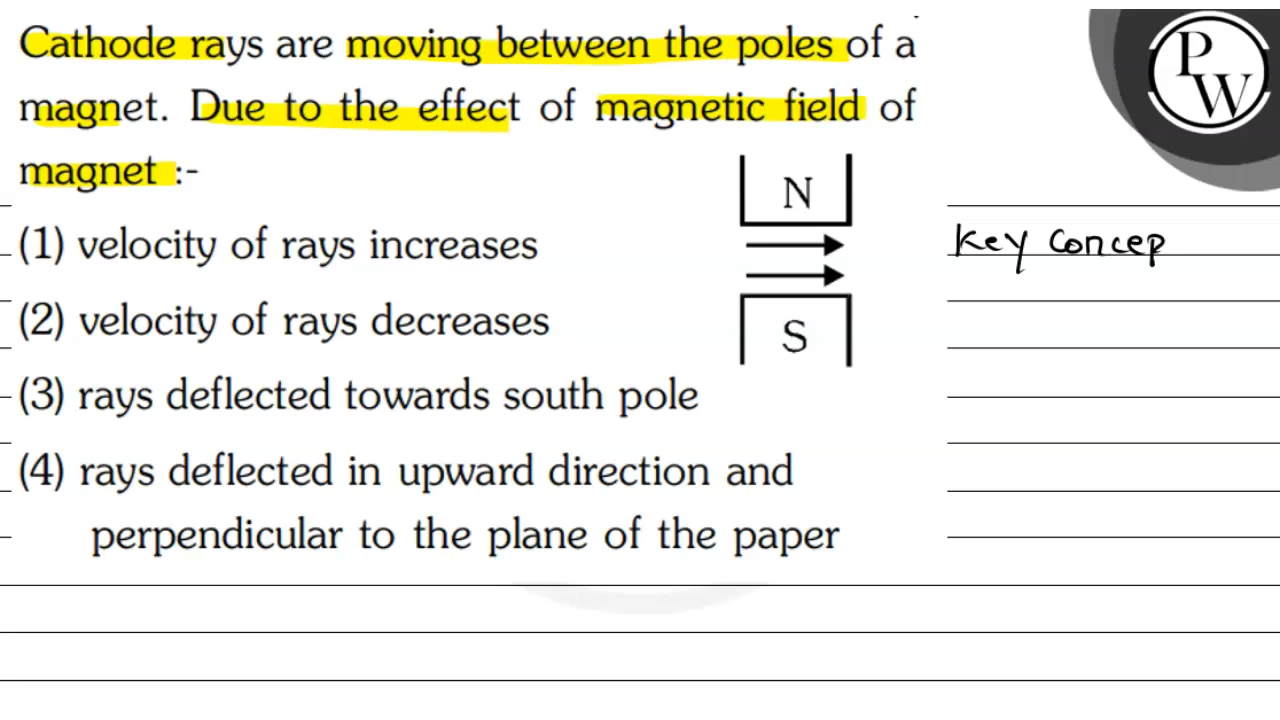 Cathode rays are moving between the poles of a
magnet. Due to the effect of magnetic field of
magnet :-
(1) velocity of rays increases
(2) velocity of rays decreases
(3) rays deflected towards south pole
(4) rays deflected in upward direction and
perpendicular to the plane of the paper
N
S
Key Concep
P
W